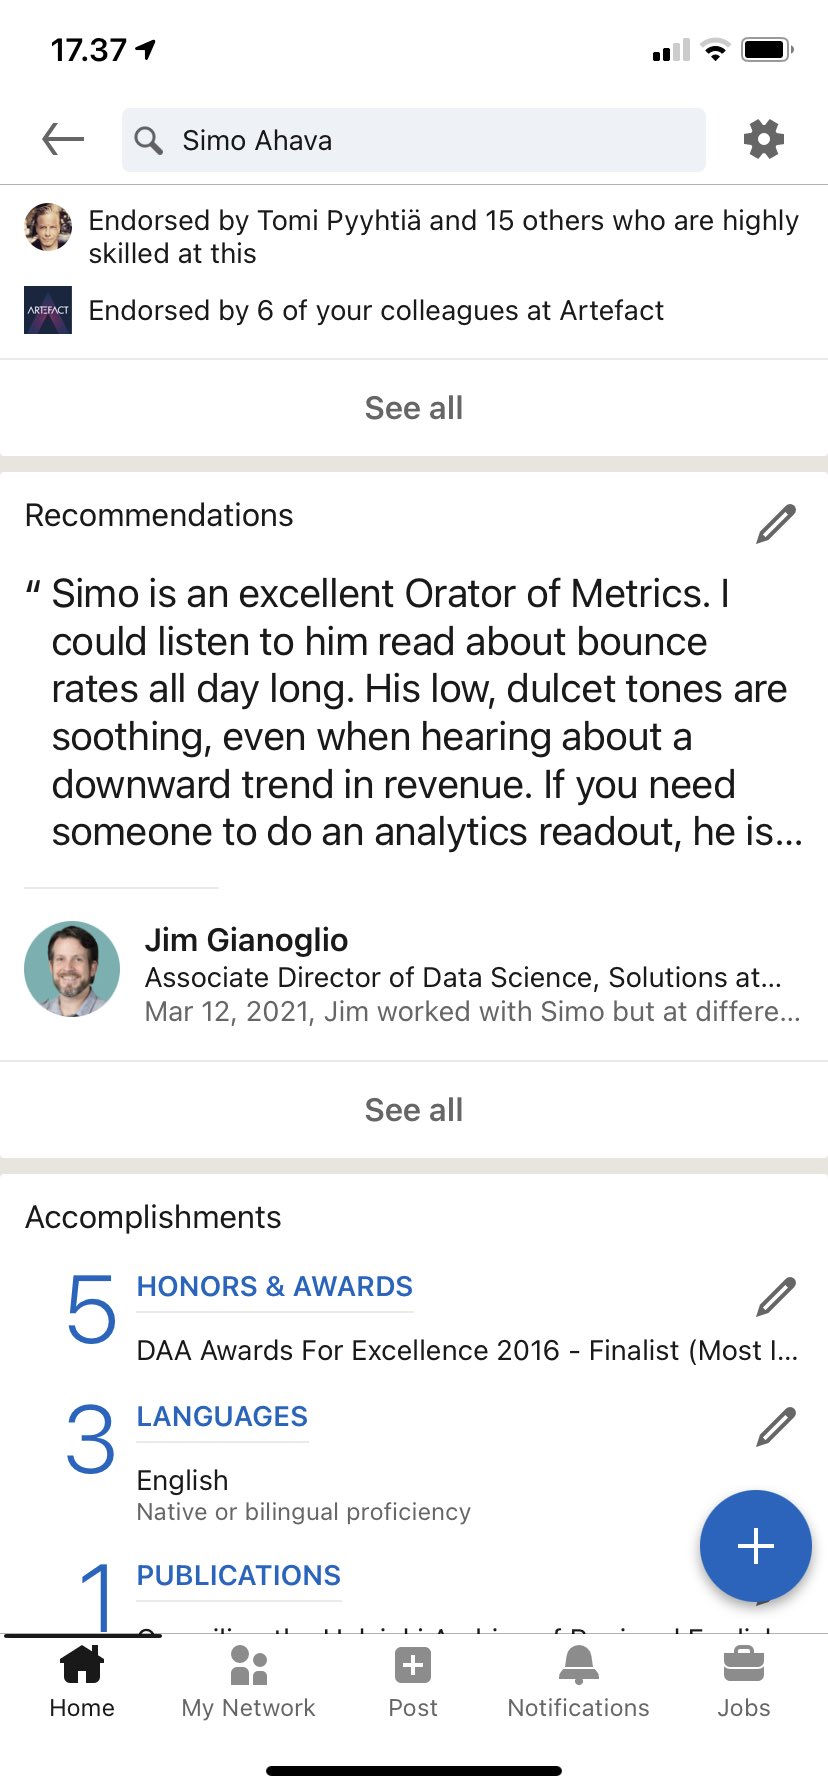 17.37
Simo Ahava
Endorsed by Tomi Pyyhtiä and 15 others who are highly
skilled at this
ARTEFACT
Endorsed by 6 of your colleagues at Artefact
See all
Recommendations
“ Simo is an excellent Orator of Metrics. I
could listen to him read about bounce
rates all day long. His low, dulcet tones are
soothing, even when hearing about a
downward trend in revenue. If you need
someone to do an analytics readout, he is...
Jim Gianoglio
Associate Director of Data Science, Solutions at...
Mar 12, 2021, Jim worked with Simo but at differe...
See all
Accomplishments
5 HONORS & AWARDS
DAA Awards For Excellence 2016 - Finalist (Most I...
3 LANGUAGES
English
Native or bilingual proficiency
1 PUBLICATIONS
Home
My Network
Post
Notifications
Jobs